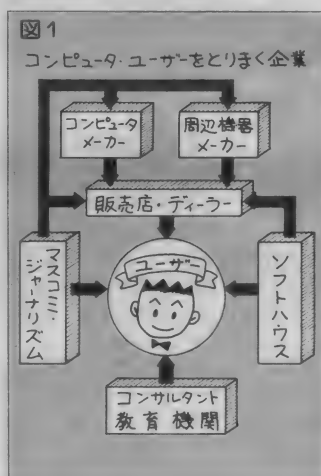 図1
コンピュータ・ユーザーをとりまく企業
コンピュータ
メーカー
周辺機器
メーカー
販売店・ディーラー
マスコミ・
ジャーナリズム
ユーザー
ソフトハウス
コンサルタント
教育機関